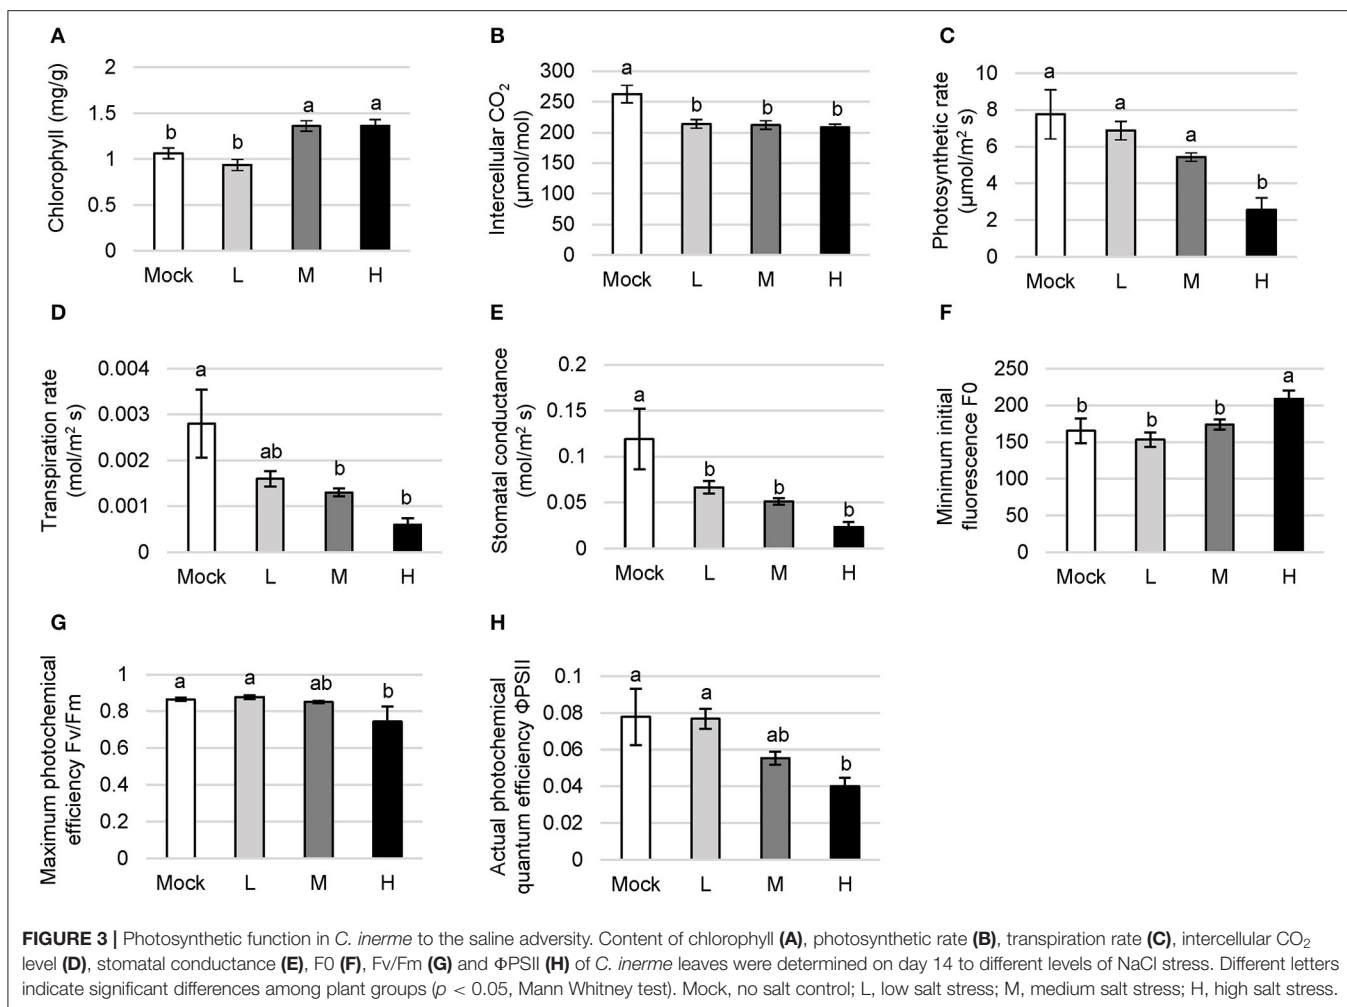 A
Chlorophyll (mg/g)
2
1.5
1
0.5
0
b
b
a
a
Mock L M H
B
Intercellular CO₂
(μmol/mol)
300
250
200
150
100
50
0
a
b
b
b
Mock L M H
C
Photosynthetic rate
(μmol/m² s)
10
8
6
4
2
0
a
a
a
b
Mock L M H
D
Transpiration rate
(mol/m² s)
0.004
0.003
0.002
0.001
0
a
ab
b
b
Mock L M H
E
Stomatal conductance
(mol/m² s)
0.2
0.15
0.1
0.05
0
a
b
b
b
Mock L M H
F
Minimum initial
fluorescence F0
250
200
150
100
50
0
b
b
b
a
Mock L M H
G
Maximum photochemical
efficiency Fv/Fm
1
0.8
0.6
0.4
0.2
0
a
a
ab
b
Mock L M H
H
Actual photochemical
quantum efficiency ΦPSII
0.1
0.08
0.06
0.04
0.02
0
a
a
ab
b
Mock L M H
FIGURE 3 | Photosynthetic function in C. inerme to the saline adversity. Content of chlorophyll (A), photosynthetic rate (B), transpiration rate (C), intercellular CO₂
level (D), stomatal conductance (E), F0 (F), Fv/Fm (G) and ΦPSII (H) of C. inerme leaves were determined on day 14 to different levels of NaCl stress. Different letters
indicate significant differences among plant groups (p < 0.05, Mann Whitney test). Mock, no salt control; L, low salt stress; M, medium salt stress; H, high salt stress.